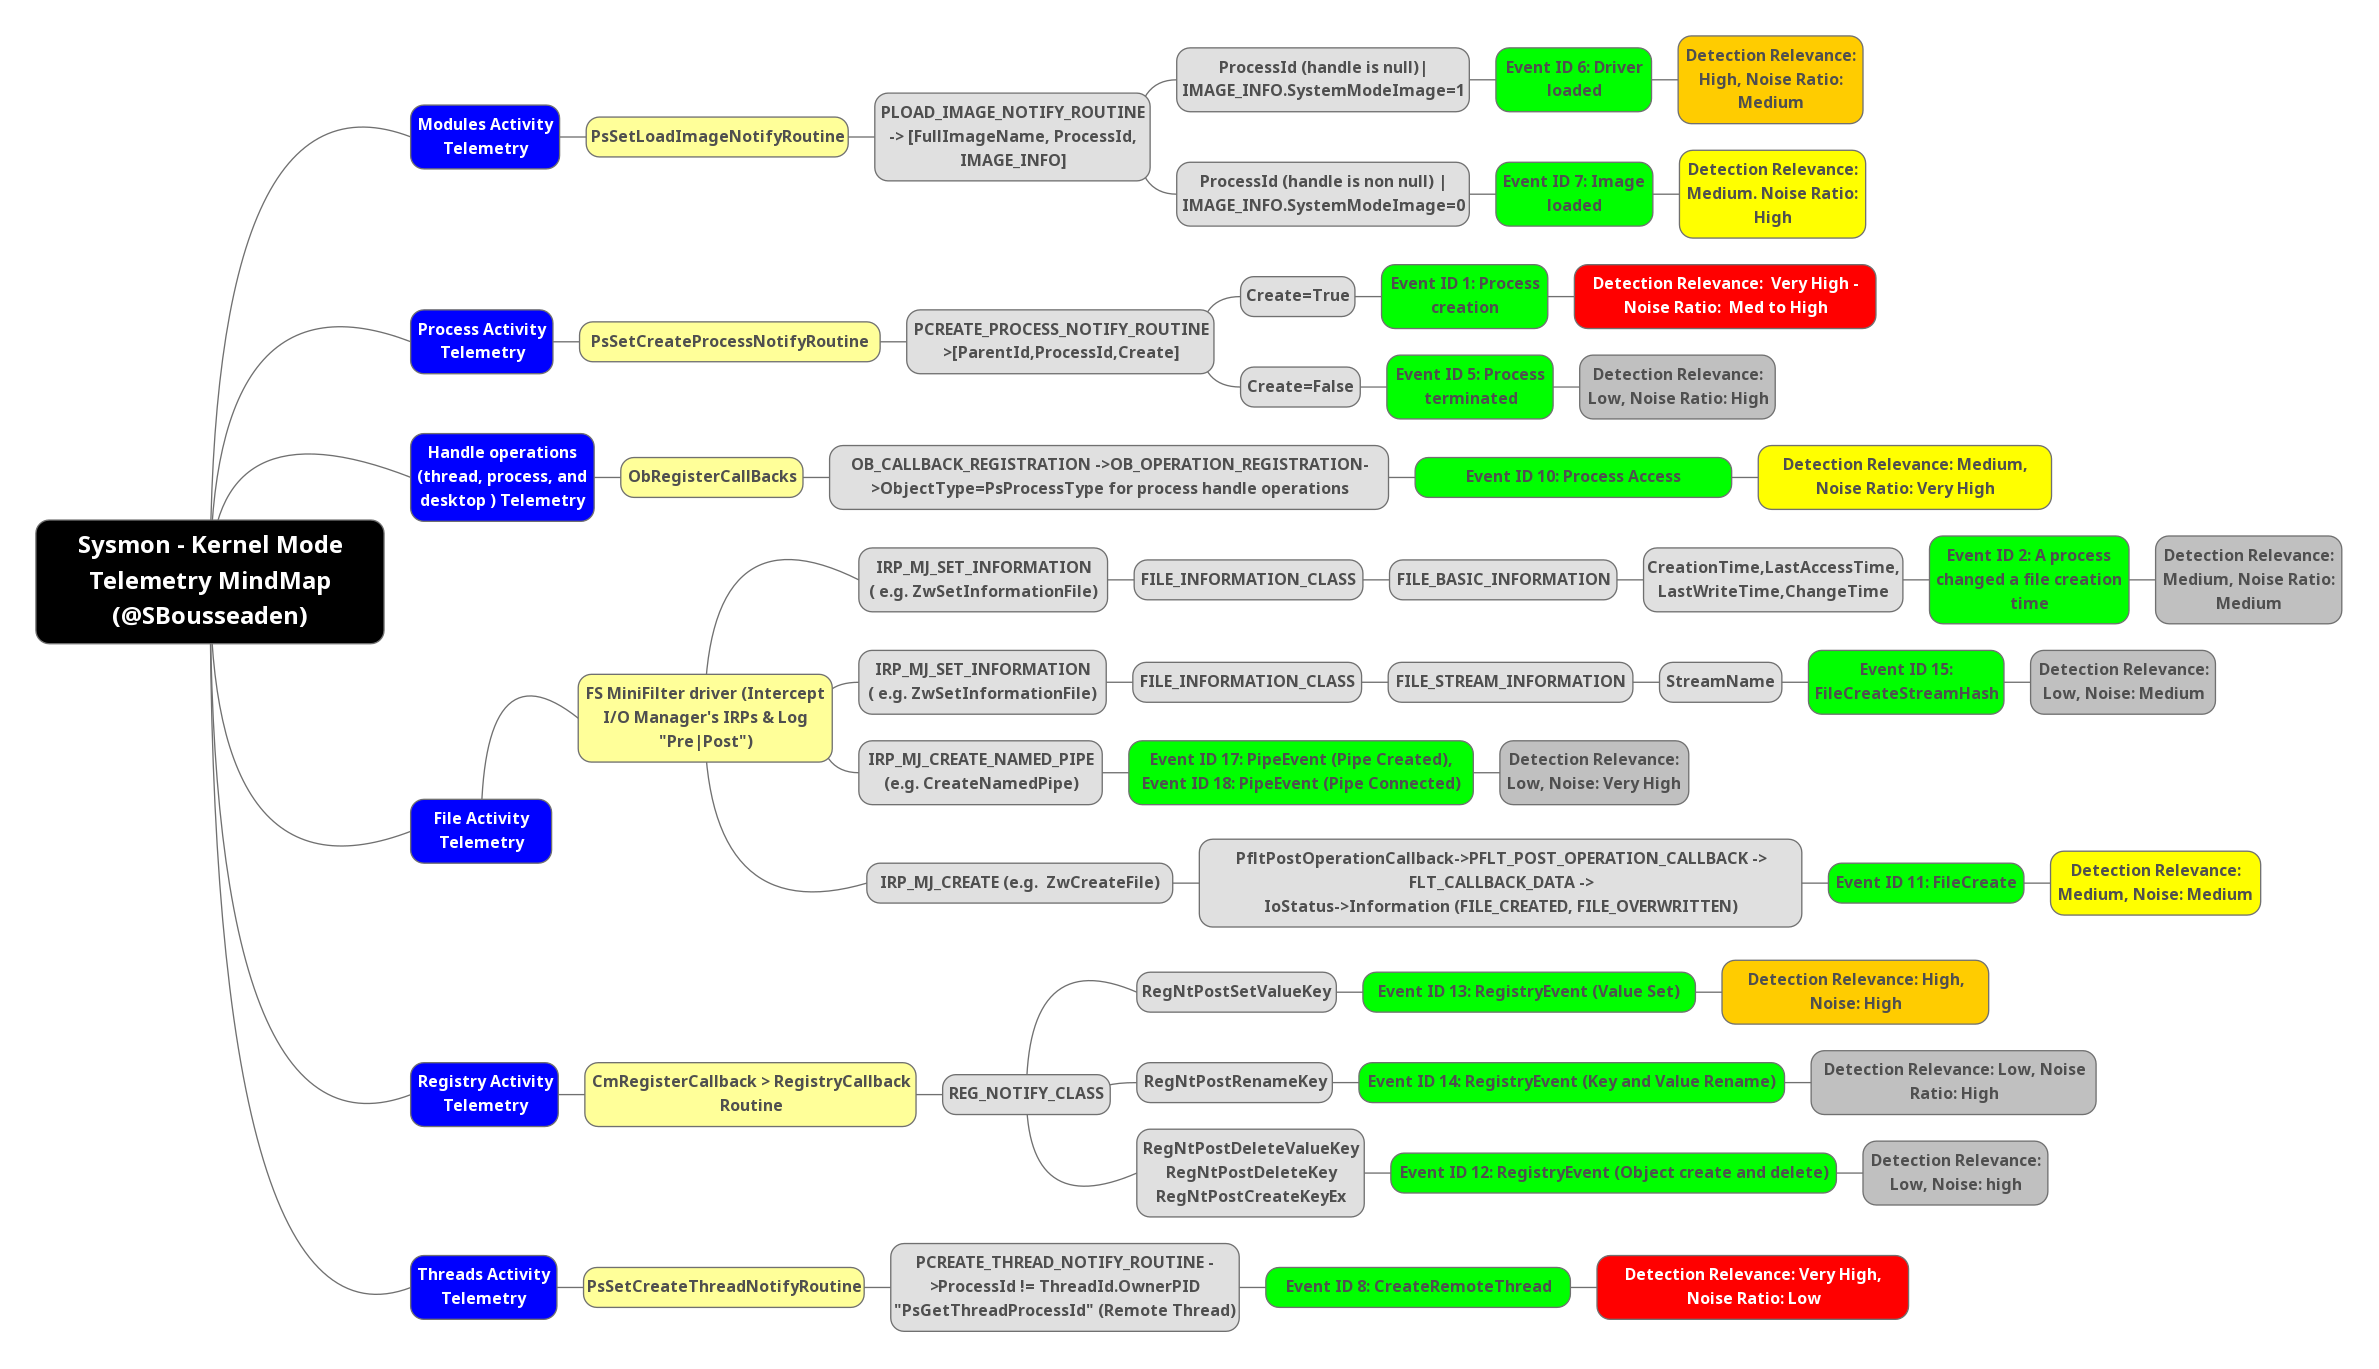 Sysmon - Kernel Mode
Telemetry MindMap
(@SBousseaden)
Modules Activity
Telemetry
PsSetLoadImageNotifyRoutine
PLOAD_IMAGE_NOTIFY_ROUTINE
-> [FullImageName, ProcessId,
IMAGE_INFO]
ProcessId (handle is null)|
IMAGE_INFO.SystemModeImage=1
Event ID 6: Driver
loaded
Detection Relevance:
High, Noise Ratio:
Medium
ProcessId (handle is non null) |
IMAGE_INFO.SystemModeImage=0
Event ID 7: Image
loaded
Detection Relevance:
Medium. Noise Ratio:
High
Process Activity
Telemetry
PsSetCreateProcessNotifyRoutine
PCREATE_PROCESS_NOTIFY_ROUTINE
>[ParentId,ProcessId,Create]
Create=True
Event ID 1: Process
creation
Detection Relevance:  Very High -
Noise Ratio:  Med to High
Create=False
Event ID 5: Process
terminated
Detection Relevance:
Low, Noise Ratio: High
Handle operations
(thread, process, and
desktop ) Telemetry
ObRegisterCallBacks
OB_CALLBACK_REGISTRATION ->OB_OPERATION_REGISTRATION-
>ObjectType=PsProcessType for process handle operations
Event ID 10: Process Access
Detection Relevance: Medium,
Noise Ratio: Very High
File Activity
Telemetry
FS MiniFilter driver (Intercept
I/O Manager's IRPs & Log
"Pre|Post")
IRP_MJ_SET_INFORMATION
( e.g. ZwSetInformationFile)
FILE_INFORMATION_CLASS
FILE_BASIC_INFORMATION
CreationTime,LastAccessTime,
LastWriteTime,ChangeTime
Event ID 2: A process
changed a file creation
time
Detection Relevance:
Medium, Noise Ratio:
Medium
IRP_MJ_SET_INFORMATION
( e.g. ZwSetInformationFile)
FILE_INFORMATION_CLASS
FILE_STREAM_INFORMATION
StreamName
Event ID 15:
FileCreateStreamHash
Detection Relevance:
Low, Noise: Medium
IRP_MJ_CREATE_NAMED_PIPE
(e.g. CreateNamedPipe)
Event ID 17: PipeEvent (Pipe Created),
Event ID 18: PipeEvent (Pipe Connected)
Detection Relevance:
Low, Noise: Very High
IRP_MJ_CREATE (e.g.  ZwCreateFile)
PfltPostOperationCallback->PFLT_POST_OPERATION_CALLBACK ->
FLT_CALLBACK_DATA ->
IoStatus->Information (FILE_CREATED, FILE_OVERWRITTEN)
Event ID 11: FileCreate
Detection Relevance:
Medium, Noise: Medium
Registry Activity
Telemetry
CmRegisterCallback > RegistryCallback
Routine
REG_NOTIFY_CLASS
RegNtPostSetValueKey
Event ID 13: RegistryEvent (Value Set)
Detection Relevance: High,
Noise: High
RegNtPostRenameKey
Event ID 14: RegistryEvent (Key and Value Rename)
Detection Relevance: Low, Noise
Ratio: High
RegNtPostDeleteValueKey
RegNtPostDeleteKey
RegNtPostCreateKeyEx
Event ID 12: RegistryEvent (Object create and delete)
Detection Relevance:
Low, Noise: high
Threads Activity
Telemetry
PsSetCreateThreadNotifyRoutine
PCREATE_THREAD_NOTIFY_ROUTINE -
>ProcessId != ThreadId.OwnerPID
"PsGetThreadProcessId" (Remote Thread)
Event ID 8: CreateRemoteThread
Detection Relevance: Very High,
Noise Ratio: Low